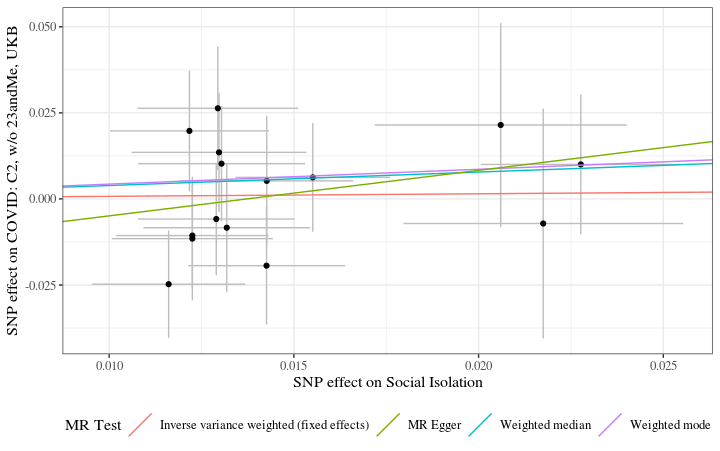 SNP effect on COVID: C2, w/o 23andMe, UKB
0.050
0.025
0.000
-0.025
0.010 0.015 0.020 0.025
SNP effect on Social Isolation
MR Test Inverse variance weighted (fixed effects) MR Egger Weighted median Weighted mode